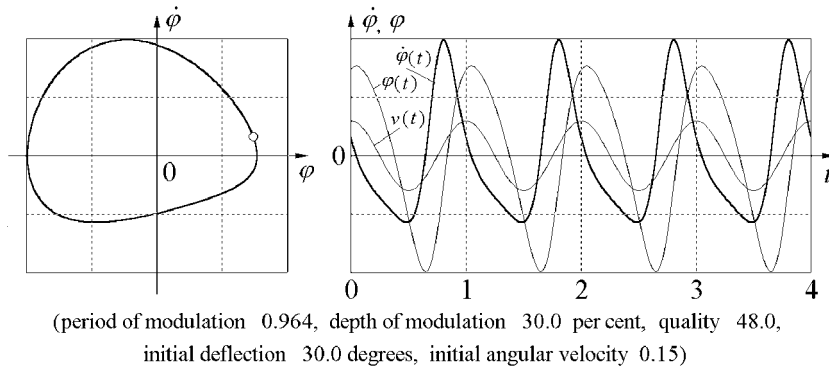 φ̇
φ̇, φ
φ̇(t)
φ(t)
v(t)
0
φ
0
t
0
1
2
3
4
(period of modulation 0.964, depth of modulation 30.0 per cent, quality 48.0,
initial deflection 30.0 degrees, initial angular velocity 0.15)